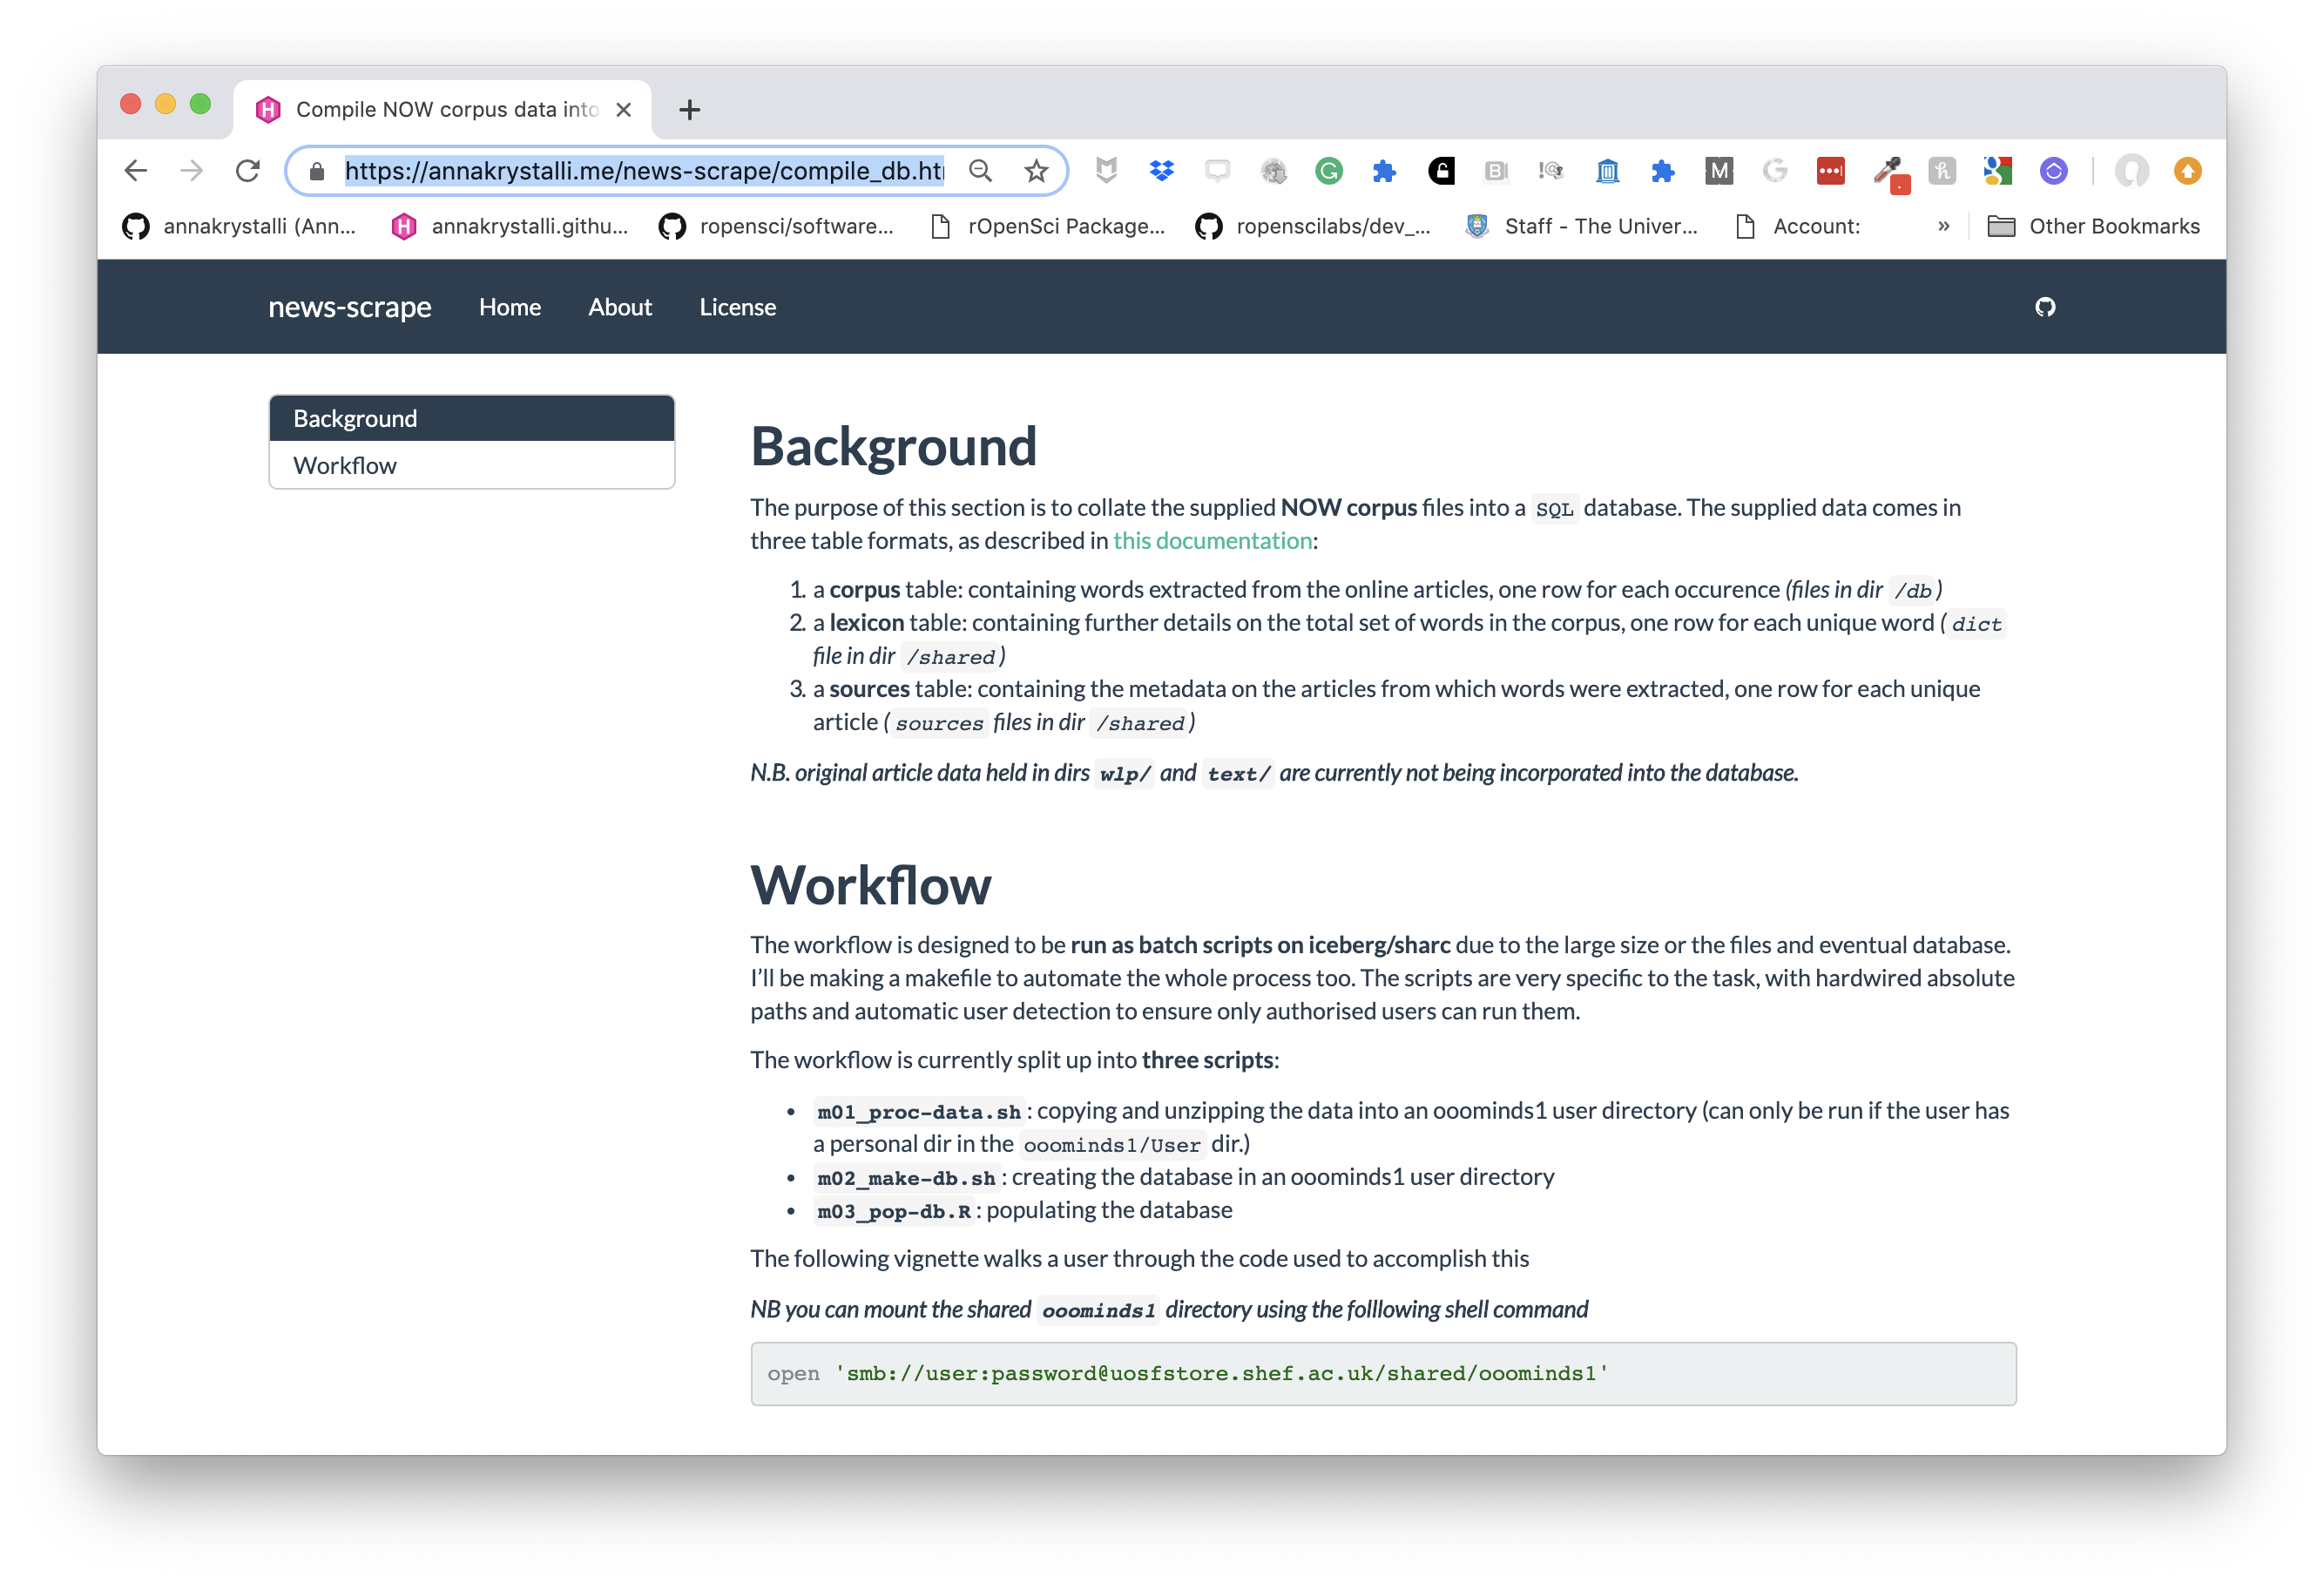 Compile NOW corpus data into
https://annakrystalli.me/news-scrape/compile_db.htm
annakrystalli (Ann... annakrystalli.githu... ropensci/software... rOpenSci Package... ropenscilabs/dev_... Staff - The Univer... Account: » Other Bookmarks
news-scrape Home About License
Background
Workflow
Background
The purpose of this section is to collate the supplied NOW corpus files into a SQL database. The supplied data comes in
three table formats, as described in this documentation:
1. a corpus table: containing words extracted from the online articles, one row for each occurence (files in dir /db)
2. a lexicon table: containing further details on the total set of words in the corpus, one row for each unique word (dict
file in dir /shared)
3. a sources table: containing the metadata on the articles from which words were extracted, one row for each unique
article (sources files in dir /shared)
N.B. original article data held in dirs wlp/ and text/ are currently not being incorporated into the database.
Workflow
The workflow is designed to be run as batch scripts on iceberg/sharc due to the large size or the files and eventual database.
I'll be making a makefile to automate the whole process too. The scripts are very specific to the task, with hardwired absolute
paths and automatic user detection to ensure only authorised users can run them.
The workflow is currently split up into three scripts:
• m01_proc-data.sh: copying and unzipping the data into an ooominds1 user directory (can only be run if the user has
a personal dir in the ooominds1/User dir.)
• m02_make-db.sh: creating the database in an ooominds1 user directory
• m03_pop-db.R: populating the database
The following vignette walks a user through the code used to accomplish this
NB you can mount the shared ooominds1 directory using the folllowing shell command
open 'smb://user:password@uosfstore.shef.ac.uk/shared/ooominds1'